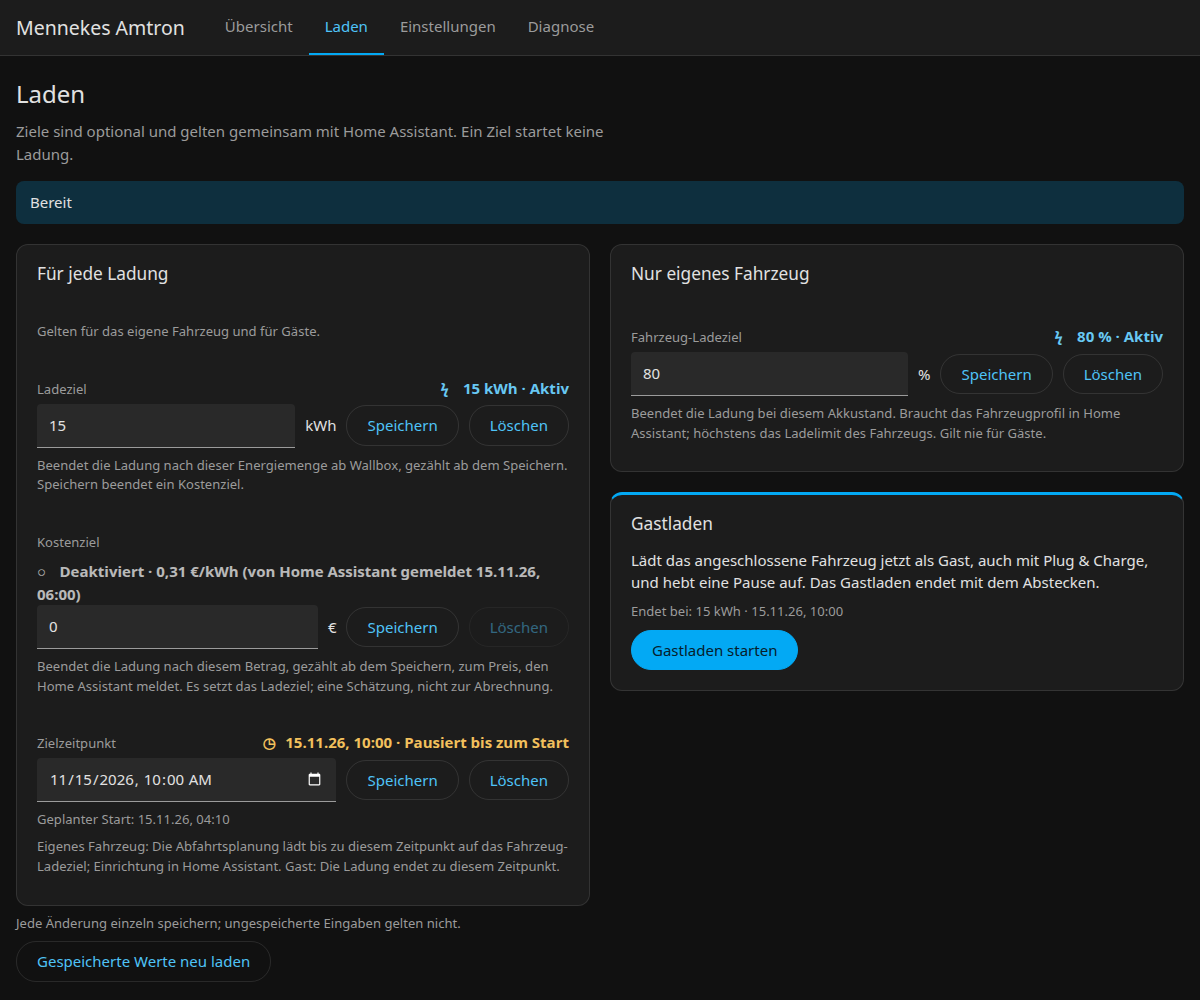 Mennekes Amtron
Übersicht
Laden
Einstellungen
Diagnose
Laden
Ziele sind optional und gelten gemeinsam mit Home Assistant. Ein Ziel startet keine
Ladung.
Bereit
Für jede Ladung
Gelten für das eigene Fahrzeug und für Gäste.
Ladeziel
15 kWh · Aktiv
15
kWh
Speichern
Löschen
Beendet die Ladung nach dieser Energiemenge ab Wallbox, gezählt ab dem Speichern.
Speichern beendet ein Kostenziel.
Kostenziel
Deaktiviert · 0,31 €/kWh (von Home Assistant gemeldet 15.11.26,
06:00)
0
€
Speichern
Löschen
Beendet die Ladung nach diesem Betrag, gezählt ab dem Speichern, zum Preis, den
Home Assistant meldet. Es setzt das Ladeziel; eine Schätzung, nicht zur Abrechnung.
Zielzeitpunkt
15.11.26, 10:00 · Pausiert bis zum Start
11/15/2026, 10:00 AM
Speichern
Löschen
Geplanter Start: 15.11.26, 04:10
Eigenes Fahrzeug: Die Abfahrtsplanung lädt bis zu diesem Zeitpunkt auf das Fahrzeug-
Ladeziel; Einrichtung in Home Assistant. Gast: Die Ladung endet zu diesem Zeitpunkt.
Nur eigenes Fahrzeug
Fahrzeug-Ladeziel
80 % · Aktiv
80
%
Speichern
Löschen
Beendet die Ladung bei diesem Akkustand. Braucht das Fahrzeugprofil in Home
Assistant; höchstens das Ladelimit des Fahrzeugs. Gilt nie für Gäste.
Gastladen
Lädt das angeschlossene Fahrzeug jetzt als Gast, auch mit Plug & Charge,
und hebt eine Pause auf. Das Gastladen endet mit dem Abstecken.
Endet bei: 15 kWh · 15.11.26, 10:00
Gastladen starten
Jede Änderung einzeln speichern; ungespeicherte Eingaben gelten nicht.
Gespeicherte Werte neu laden